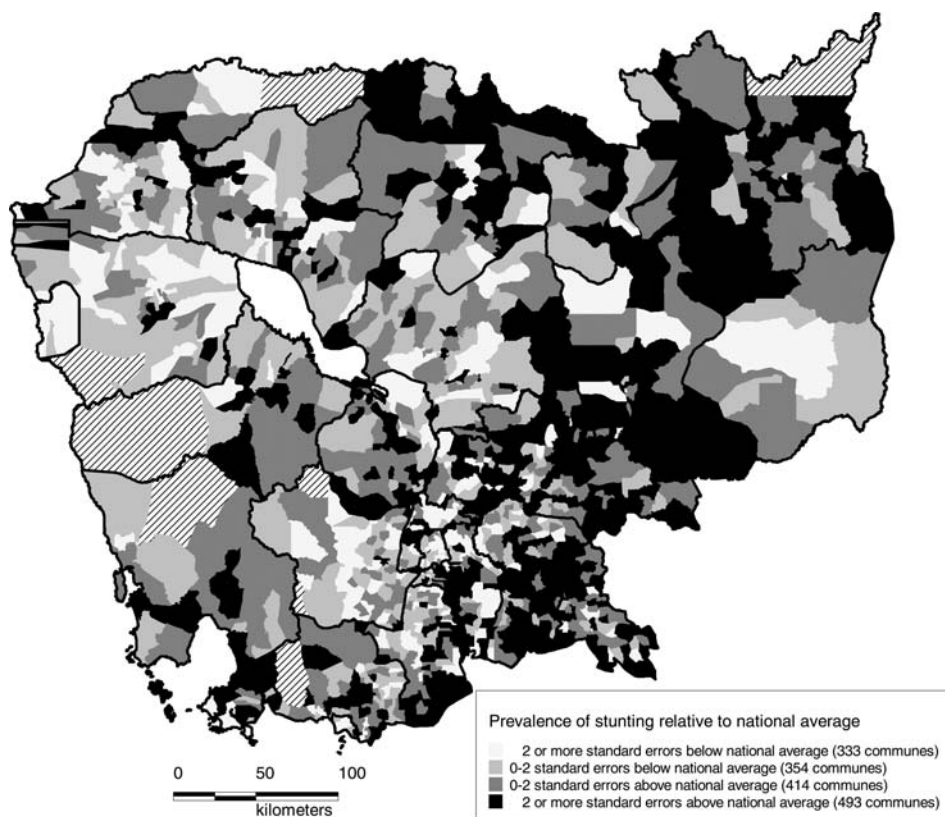 Prevalence of stunting relative to national average
2 or more standard errors below national average (333 communes)
0-2 standard errors below national average (354 communes)
0-2 standard errors above national average (414 communes)
2 or more standard errors above national average (493 communes)
0 50 100
kilometers